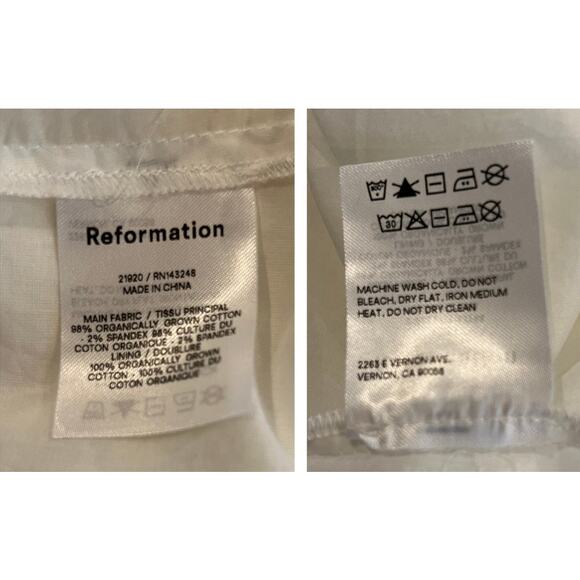 Reformation
21920 / RN143248
MADE IN CHINA
MAIN FABRIC / TISSU PRINCIPAL
98% ORGANICALLY GROWN COTTON
- 2% SPANDEX 98% CULTURE DU
COTON ORGANIQUE - 2% SPANDEX
LINING / DOUBLURE
100% ORGANICALLY GROWN
COTTON - 100% CULTURE DU
COTON ORGANIQUE
30
MACHINE WASH COLD, DO NOT
BLEACH, DRY FLAT, IRON MEDIUM
HEAT, DO NOT DRY CLEAN
2263 E VERNON AVE.
VERNON, CA 90058